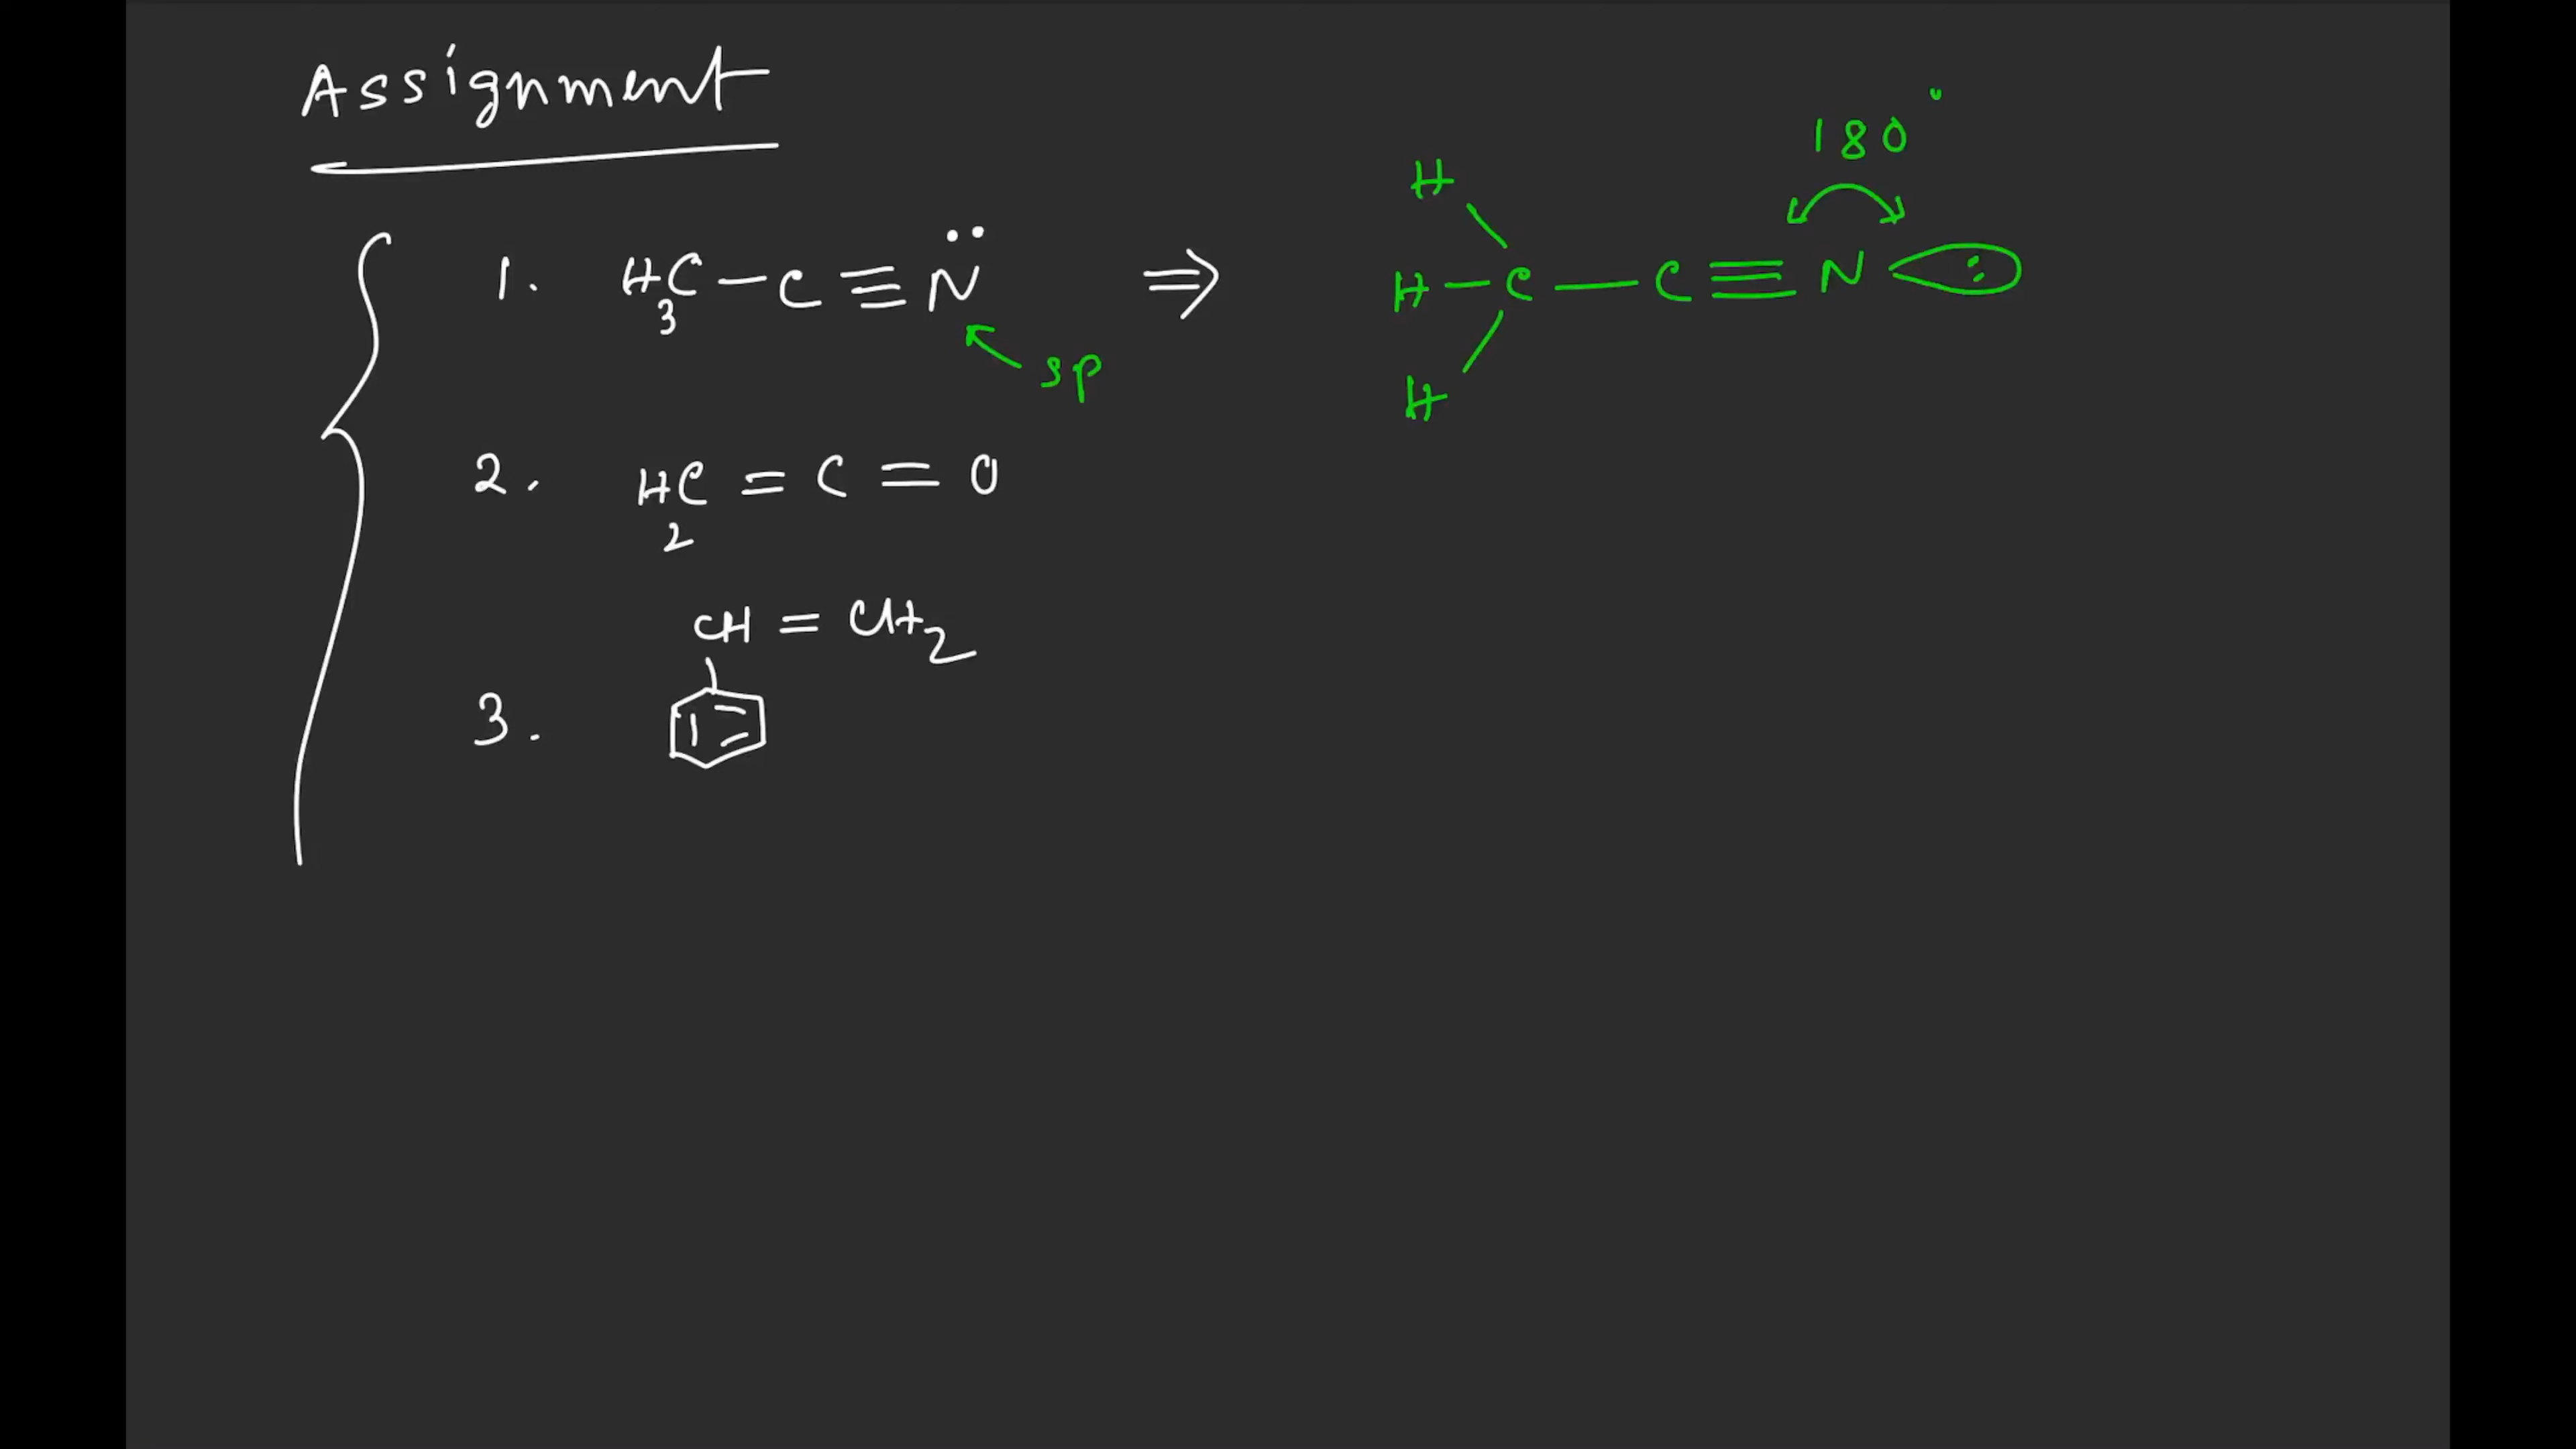 Assignment
1. H₃C – C ≡ N̈ ⇒
sp
2. H₂C = C = O
CH = CH₂
3.
180°
H
H – C — C ≡ N :
H